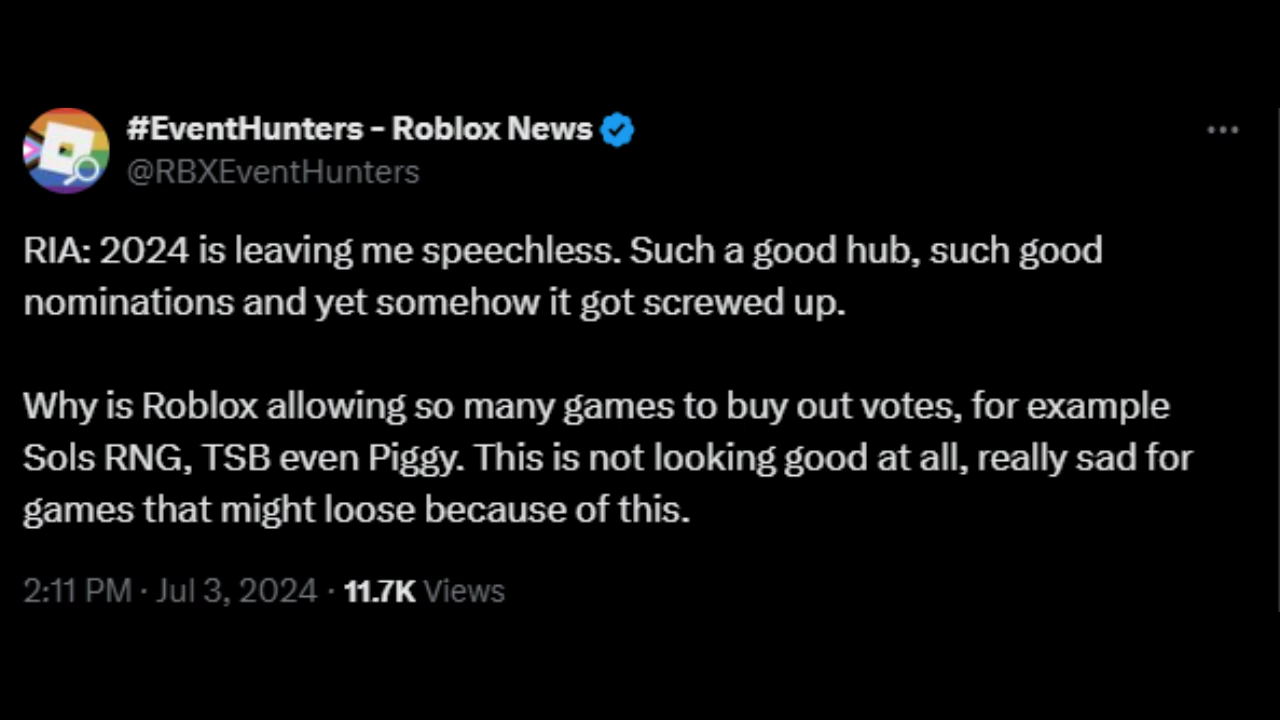 #EventHunters - Roblox News
@RBXEventHunters
RIA: 2024 is leaving me speechless. Such a good hub, such good
nominations and yet somehow it got screwed up.
Why is Roblox allowing so many games to buy out votes, for example
Sols RNG, TSB even Piggy. This is not looking good at all, really sad for
games that might loose because of this.
2:11 PM · Jul 3, 2024 · 11.7K Views